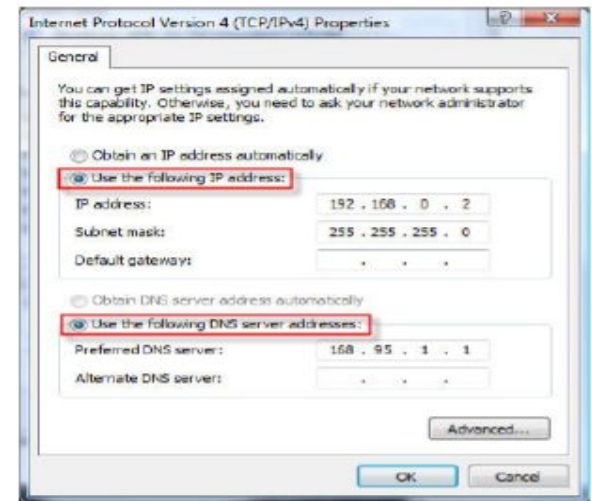 Internet Protocol Version 4 (TCP/IPv4) Properties
General
You can get IP settings assigned automatically if your network supports
this capability. Otherwise, you need to ask your network administrator
for the appropriate IP settings.
Obtain an IP address automatically
Use the following IP address:
IP address: 192 . 168 . 0 . 2
Subnet mask: 255 . 255 . 255 . 0
Default gateway: . . .
Obtain DNS server address automatically
Use the following DNS server addresses:
Preferred DNS server: 168 . 95 . 1 . 1
Alternate DNS server: . . .
Advanced...
OK Cancel